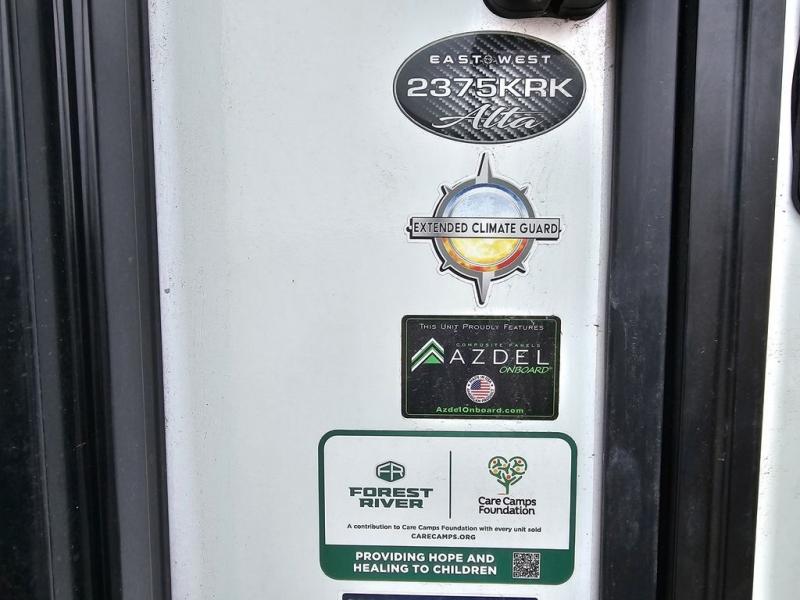 EAST WEST
2375KRK
Alta
EXTENDED CLIMATE GUARD
THIS UNIT PROUDLY FEATURES
COMPOSITE PANELS
AZDEL
ONBOARD®
AzdelOnboard.com
FR
FOREST
RIVER
Care Camps
Foundation
A contribution to Care Camps Foundation with every unit sold
CARECAMPS.ORG
PROVIDING HOPE AND
HEALING TO CHILDREN